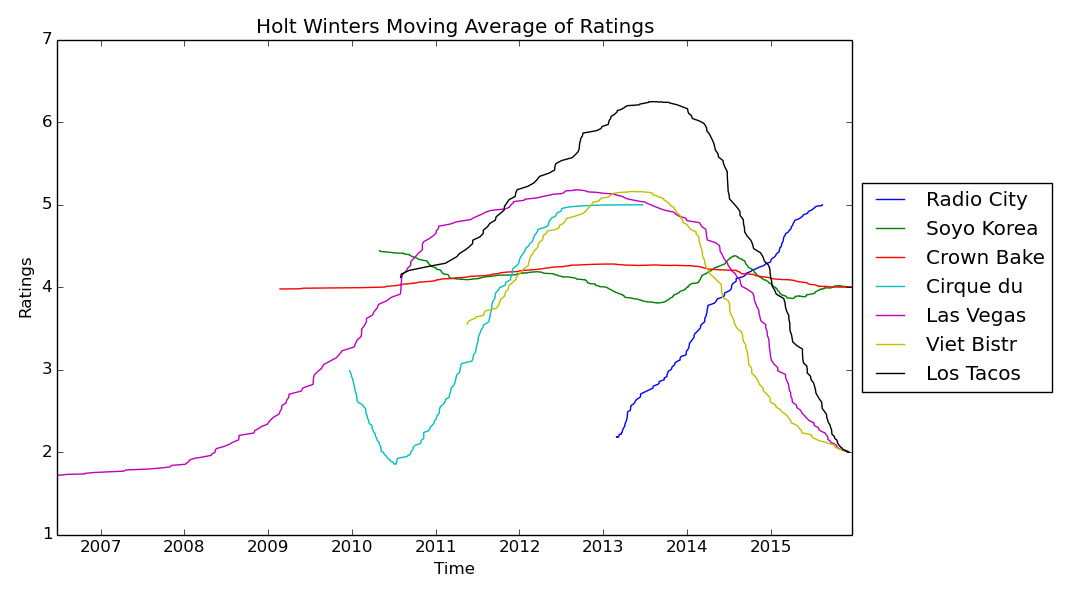 Holt Winters Moving Average of Ratings
7
6
5
4
3
2
1
Ratings
2007 2008 2009 2010 2011 2012 2013 2014 2015
Time
Radio City
Soyo Korea
Crown Bake
Cirque du
Las Vegas
Viet Bistr
Los Tacos